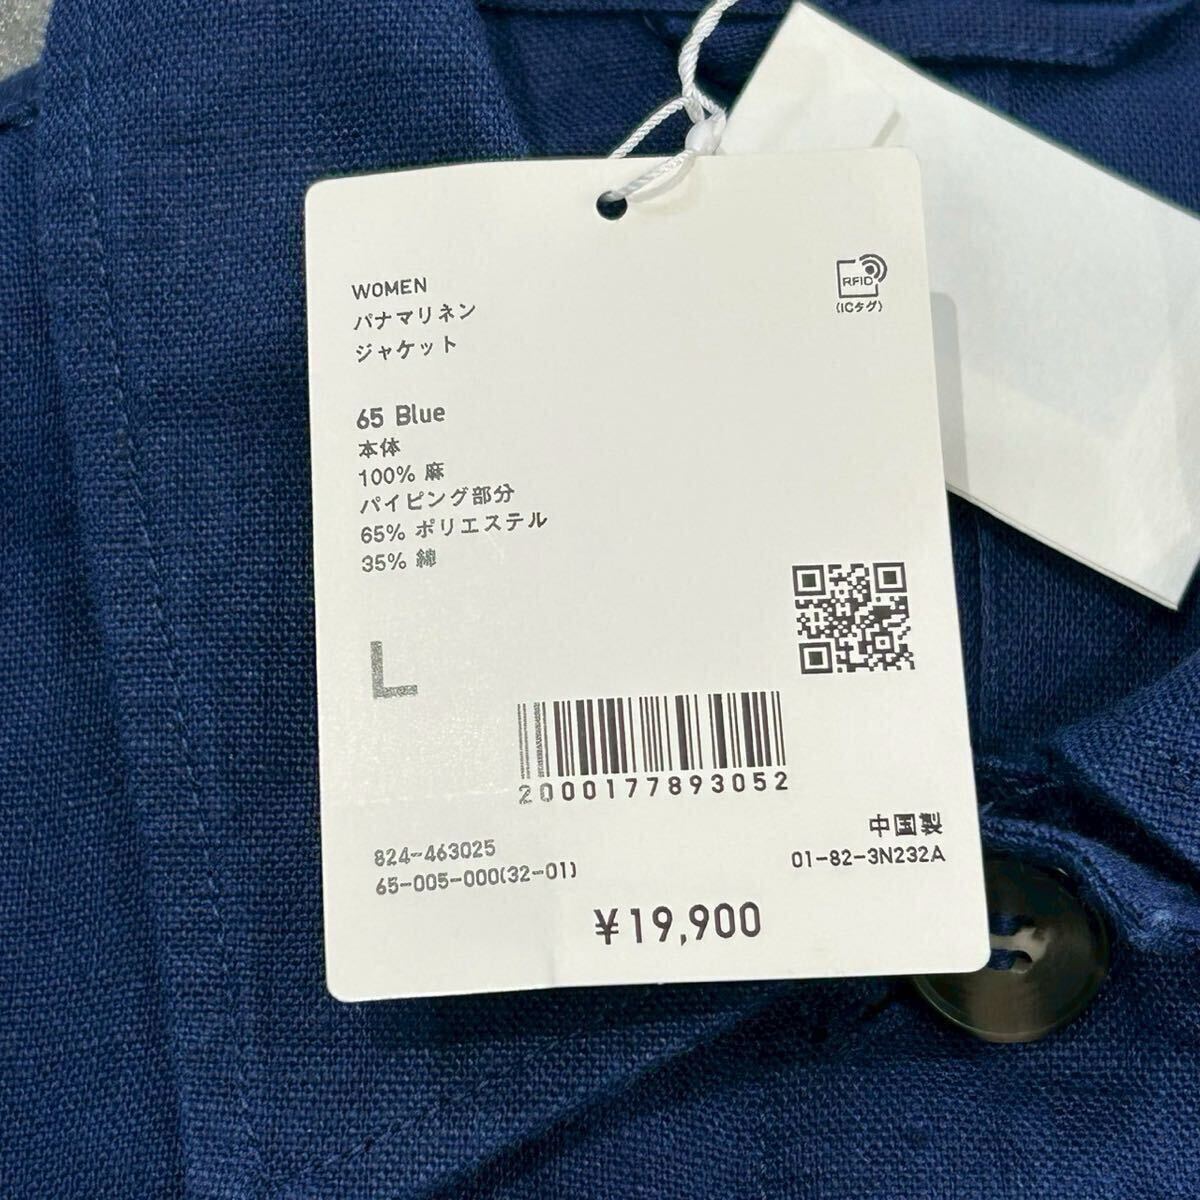 WOMEN
パナマリネン
ジャケット
RFID
(ICタグ)
65 Blue
本体
100% 麻
パイピング部分
65% ポリエステル
35% 綿
L
2000177893052
824-463025
65-005-000(32-01)
中国製
01-82-3N232A
¥19,900